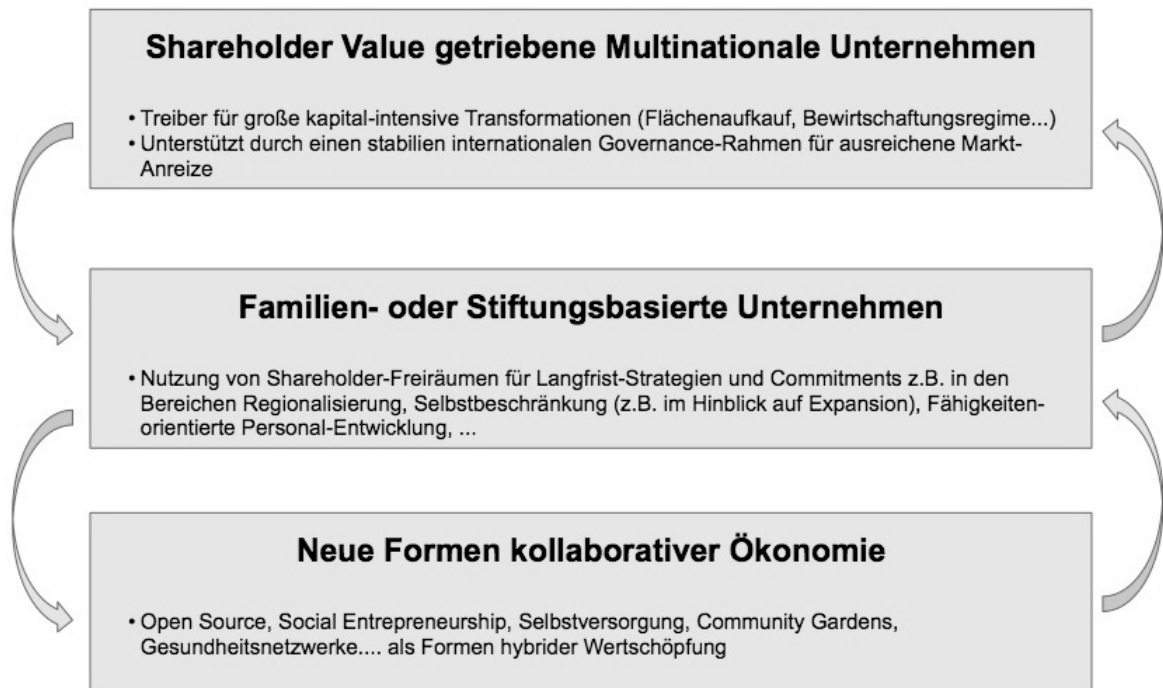 Shareholder Value getriebene Multinationale Unternehmen
• Treiber für große kapital-intensive Transformationen (Flächenaufkauf, Bewirtschaftungsregime...)
• Unterstützt durch einen stabilien internationalen Governance-Rahmen für ausreichene Markt-
Anreize
Familien- oder Stiftungsbasierte Unternehmen
• Nutzung von Shareholder-Freiräumen für Langfrist-Strategien und Commitments z.B. in den
Bereichen Regionalisierung, Selbstbeschränkung (z.B. im Hinblick auf Expansion), Fähigkeiten-
orientierte Personal-Entwicklung, ...
Neue Formen kollaborativer Ökonomie
• Open Source, Social Entrepreneurship, Selbstversorgung, Community Gardens,
Gesundheitsnetzwerke.... als Formen hybrider Wertschöpfung